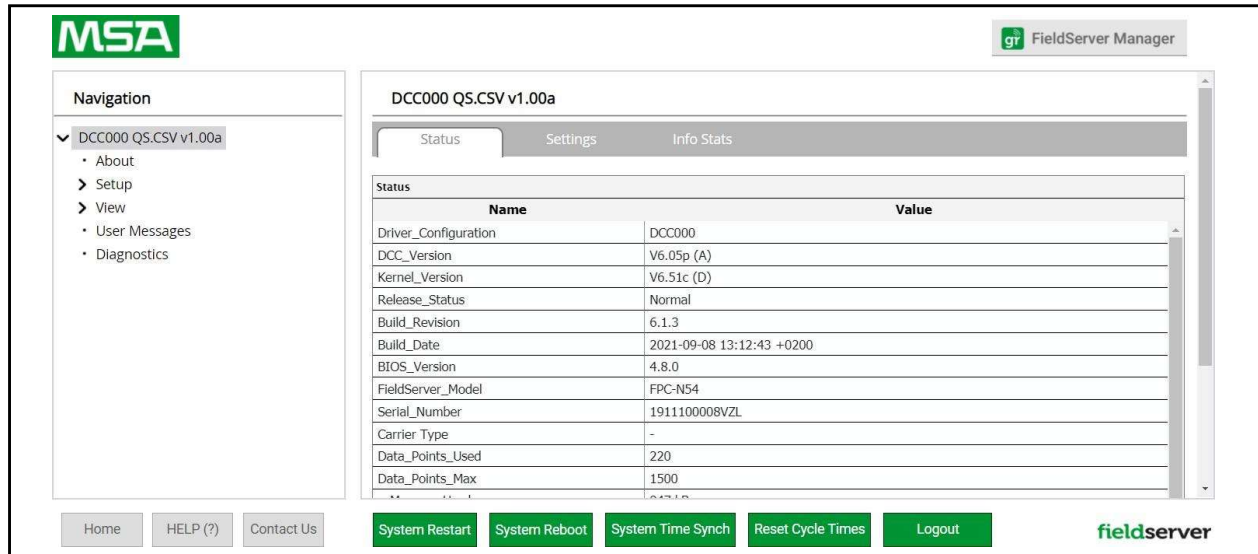 MSA
FieldServer Manager
Navigation
DCC000 QS.CSV v1.00a
About
Setup
View
User Messages
Diagnostics
DCC000 QS.CSV v1.00a
Status Settings Info Stats
Status
Name Value
Driver_Configuration DCC000
DCC_Version V6.05p (A)
Kernel_Version V6.51c (D)
Release_Status Normal
Build_Revision 6.1.3
Build_Date 2021-09-08 13:12:43 +0200
BIOS_Version 4.8.0
FieldServer_Model FPC-N54
Serial_Number 1911100008VZL
Carrier Type -
Data_Points_Used 220
Data_Points_Max 1500
Home HELP (?) Contact Us System Restart System Reboot System Time Synch Reset Cycle Times Logout fieldserver